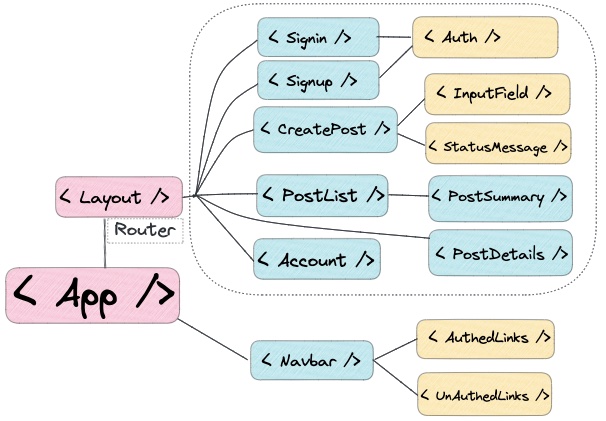 < Signin />
< Auth />
< Signup />
< InputField />
< CreatePost />
< StatusMessage />
< Layout />
< PostList />
< PostSummary />
Router
< PostDetails />
< Account />
< App />
< AuthedLinks />
< Navbar />
< UnAuthedLinks />